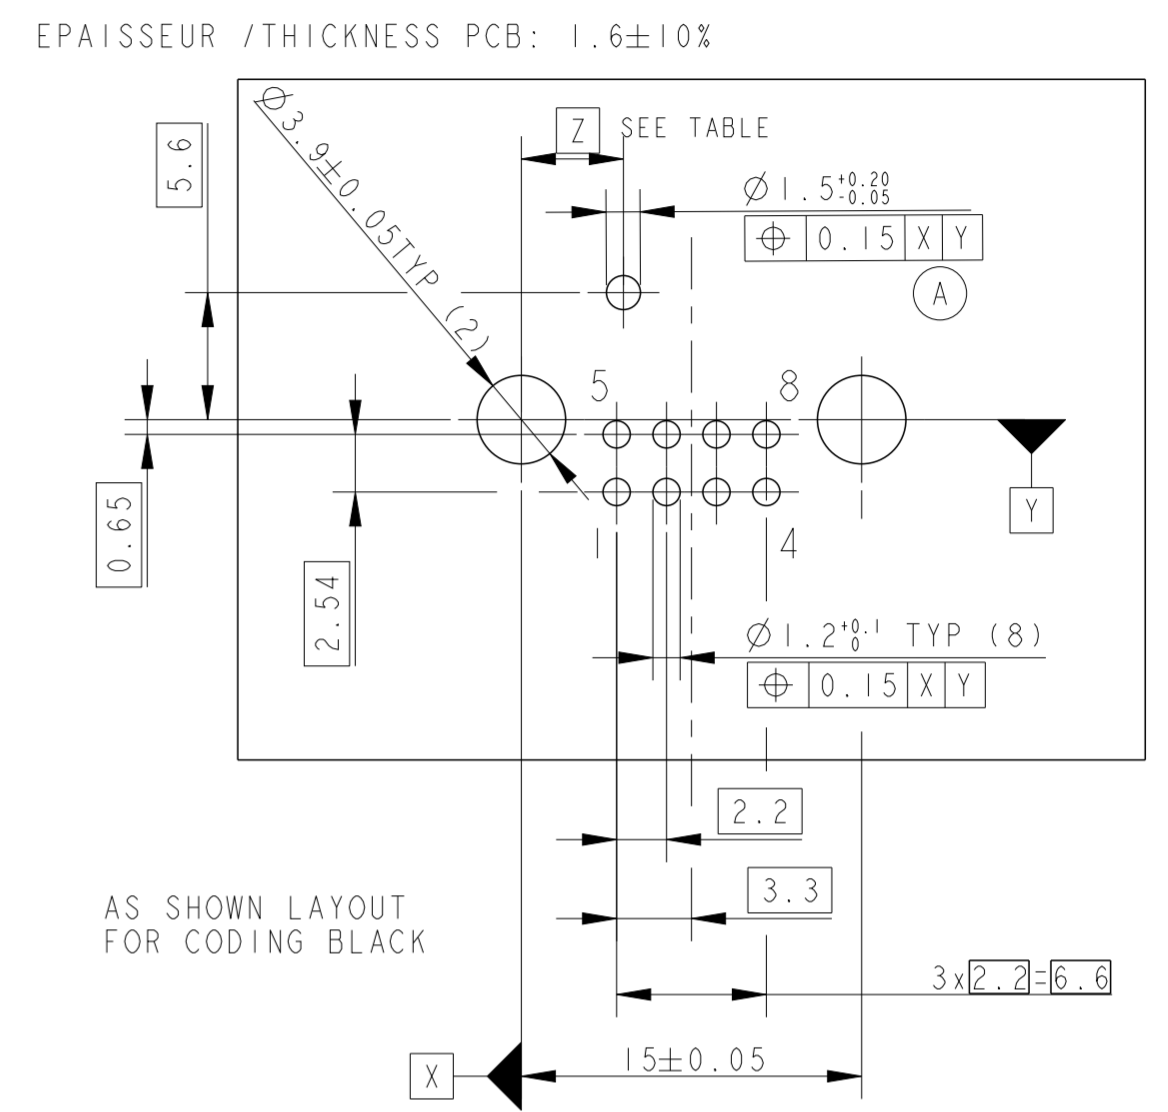 EPAISSEUR /THICKNESS PCB: 1.6±10%
Z SEE TABLE
5.6
Ø3.9±0.05TYP (2)
Ø1.5+0.20
-0.05
⌖ 0.15 X Y
A
5 8
0.65
2.54
Y
1 4
Ø1.2+0.1 TYP (8)
0
⌖ 0.15 X Y
2.2
3.3
AS SHOWN LAYOUT
FOR CODING BLACK
3x2.2=6.6
15±0.05
X